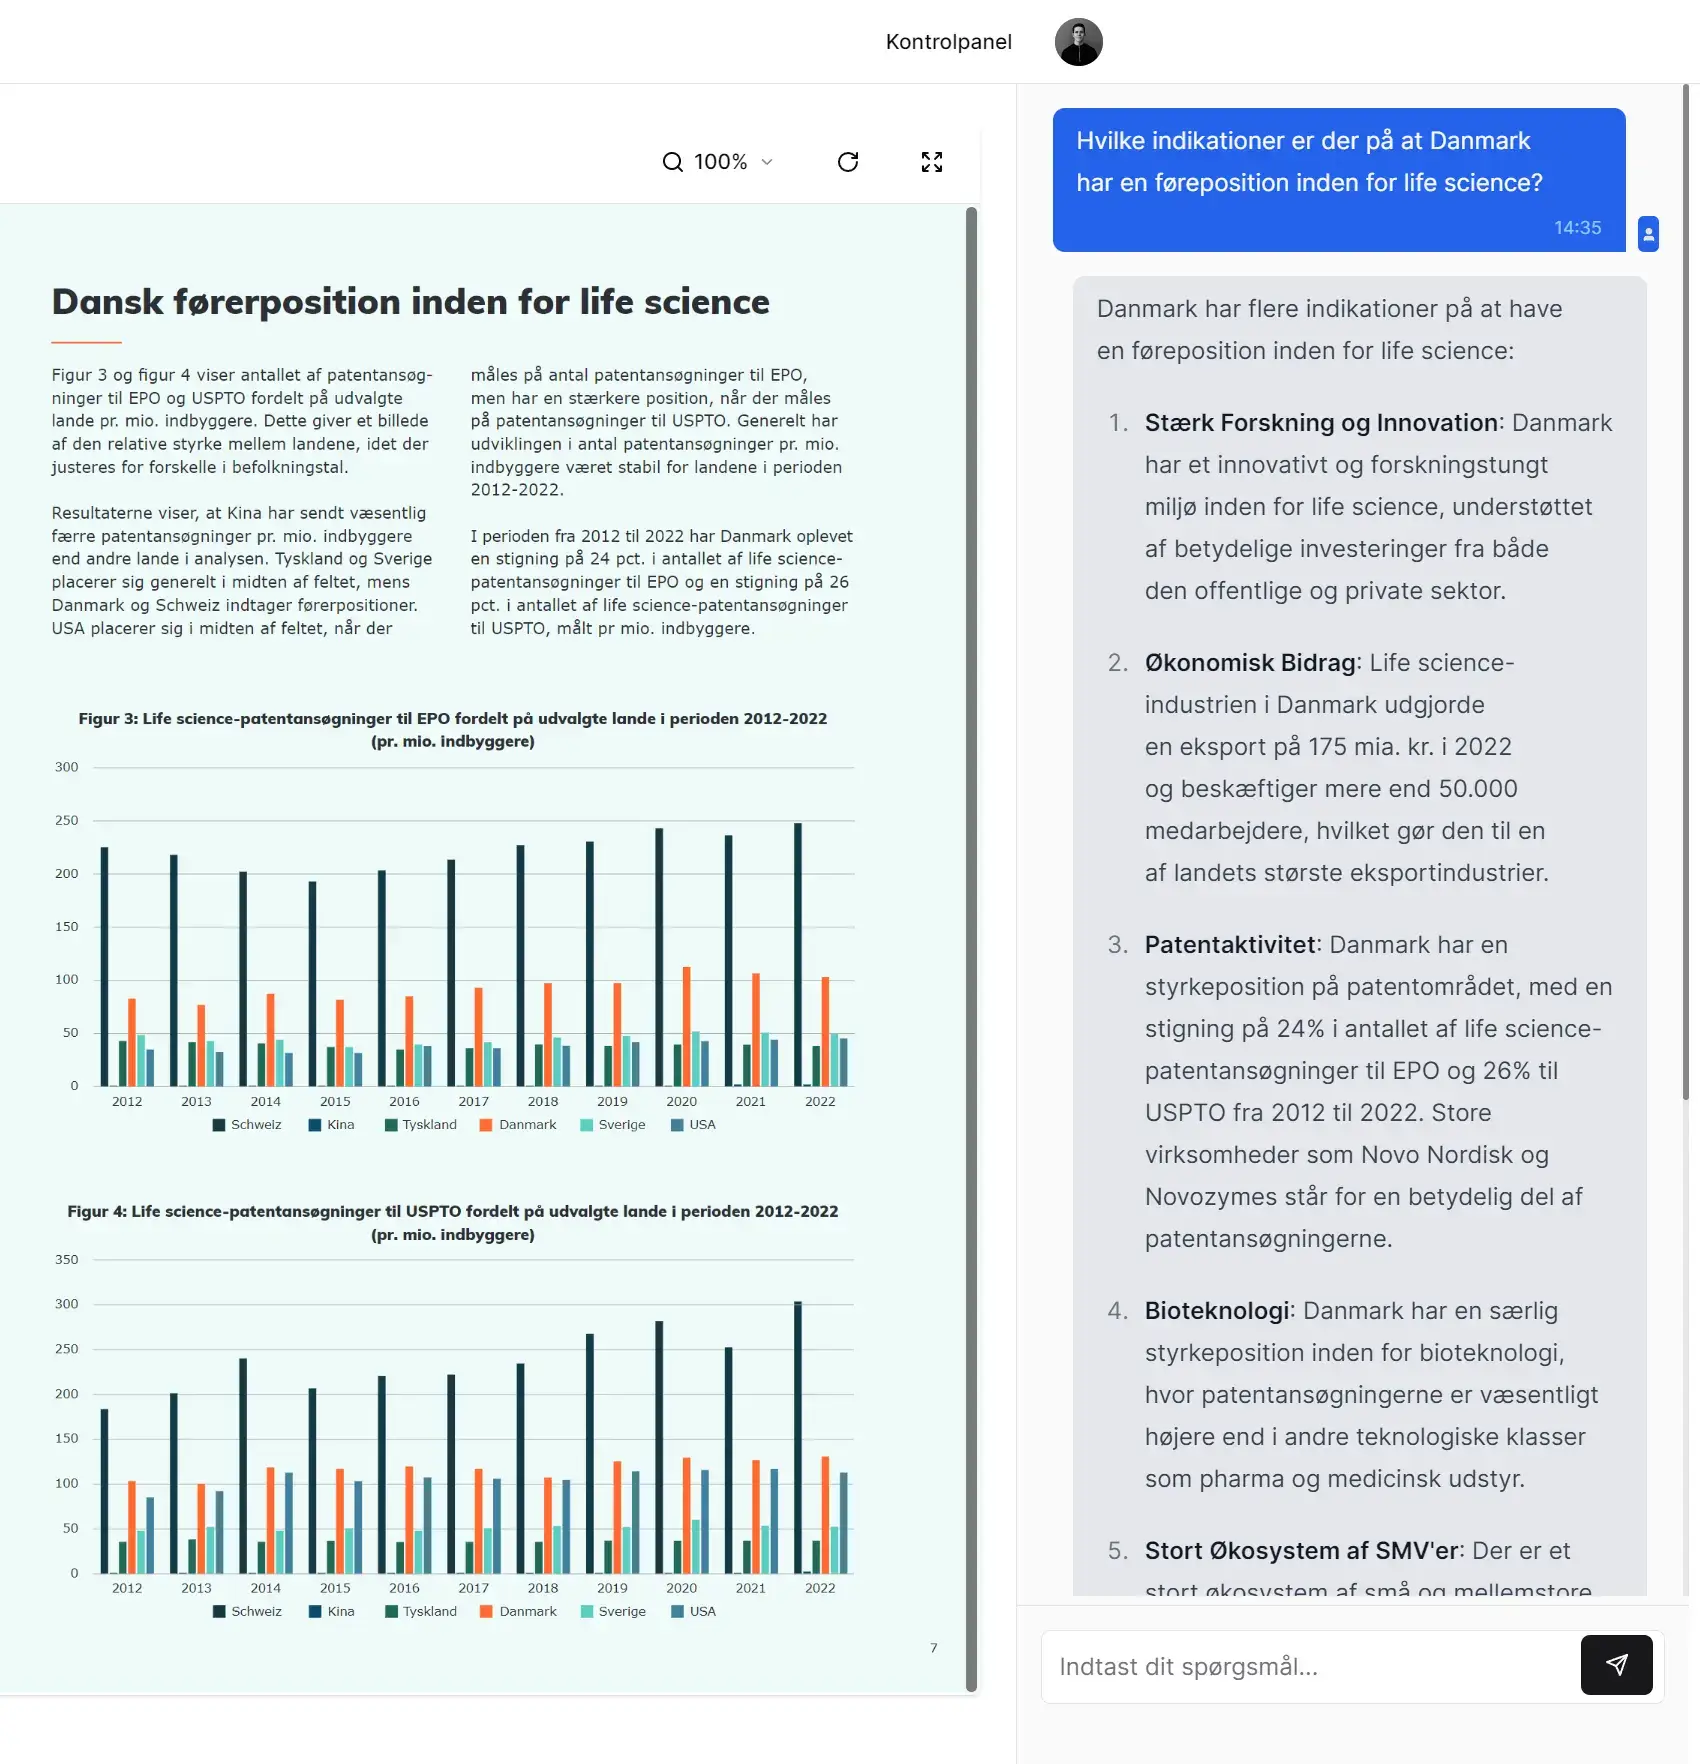 Kontrolpanel
100%
Dansk førerposition inden for life science
Figur 3 og figur 4 viser antallet af patentansøg-
ninger til EPO og USPTO fordelt på udvalgte
lande pr. mio. indbyggere. Dette giver et billede
af den relative styrke mellem landene, idet der
justeres for forskelle i befolkningstal.
Resultaterne viser, at Kina har sendt væsentlig
færre patentansøgninger pr. mio. indbyggere
end andre lande i analysen. Tyskland og Sverige
placerer sig generelt i midten af feltet, mens
Danmark og Schweiz indtager førerpositioner.
USA placerer sig i midten af feltet, når der
måles på antal patentansøgninger til EPO,
men har en stærkere position, når der måles
på patentansøgninger til USPTO. Generelt har
udviklingen i antal patentansøgninger pr. mio.
indbyggere været stabil for landene i perioden
2012-2022.
I perioden fra 2012 til 2022 har Danmark oplevet
en stigning på 24 pct. i antallet af life science-
patentansøgninger til EPO og en stigning på 26
pct. i antallet af life science-patentansøgninger
til USPTO, målt pr mio. indbyggere.
Figur 3: Life science-patentansøgninger til EPO fordelt på udvalgte lande i perioden 2012-2022
(pr. mio. indbyggere)
300
250
200
150
100
50
0
2012 2013 2014 2015 2016 2017 2018 2019 2020 2021 2022
Schweiz Kina Tyskland Danmark Sverige USA
Figur 4: Life science-patentansøgninger til USPTO fordelt på udvalgte lande i perioden 2012-2022
(pr. mio. indbyggere)
350
300
250
200
150
100
50
0
2012 2013 2014 2015 2016 2017 2018 2019 2020 2021 2022
Schweiz Kina Tyskland Danmark Sverige USA
7
Hvilke indikationer er der på at Danmark
har en føreposition inden for life science?
14:35
Danmark har flere indikationer på at have
en føreposition inden for life science:
1. Stærk Forskning og Innovation: Danmark
har et innovativt og forskningstungt
miljø inden for life science, understøttet
af betydelige investeringer fra både
den offentlige og private sektor.
2. Økonomisk Bidrag: Life science-
industrien i Danmark udgjorde
en eksport på 175 mia. kr. i 2022
og beskæftiger mere end 50.000
medarbejdere, hvilket gør den til en
af landets største eksportindustrier.
3. Patentaktivitet: Danmark har en
styrkeposition på patentområdet, med en
stigning på 24% i antallet af life science-
patentansøgninger til EPO og 26% til
USPTO fra 2012 til 2022. Store
virksomheder som Novo Nordisk og
Novozymes står for en betydelig del af
patentansøgningerne.
4. Bioteknologi: Danmark har en særlig
styrkeposition inden for bioteknologi,
hvor patentansøgningerne er væsentligt
højere end i andre teknologiske klasser
som pharma og medicinsk udstyr.
5. Stort Økosystem af SMV'er: Der er et
stort økosystem af små og mellemstore
Indtast dit spørgsmål...